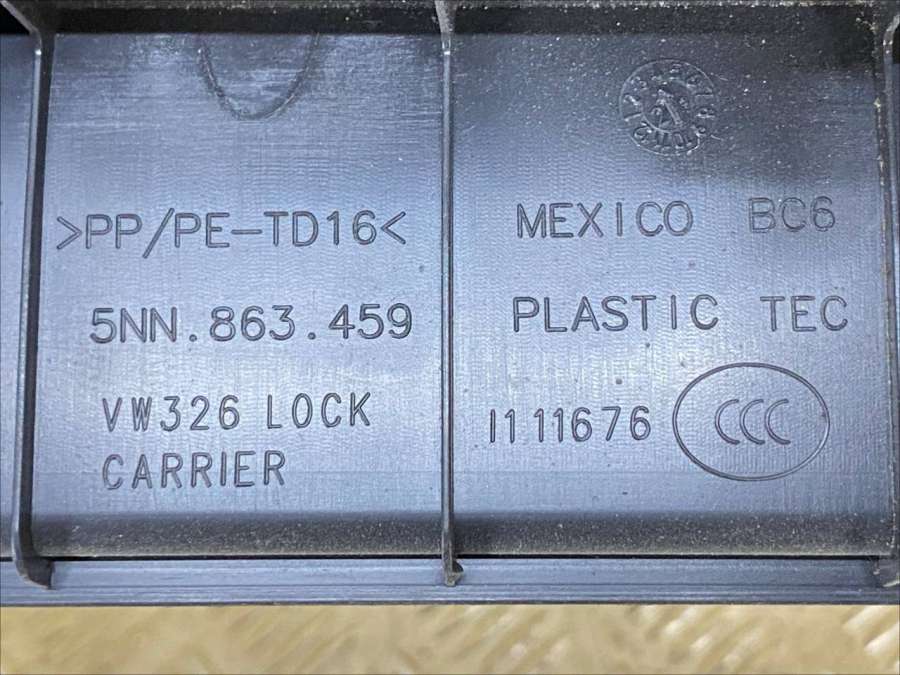 >PP/PE-TD16<
5NN.863.459
VW326 LOCK
CARRIER
MEXICO BC6
PLASTIC TEC
I111676
CCC